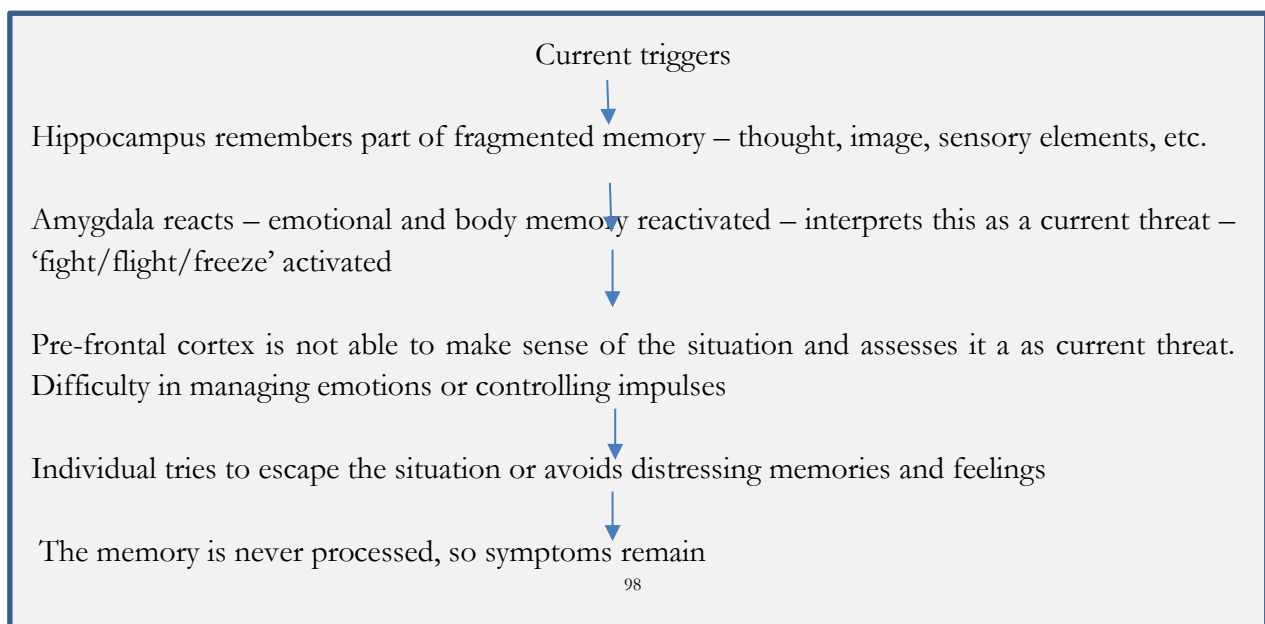 Current triggers
Hippocampus remembers part of fragmented memory – thought, image, sensory elements, etc.
Amygdala reacts – emotional and body memory reactivated – interprets this as a current threat –
‘fight/flight/freeze’ activated
Pre-frontal cortex is not able to make sense of the situation and assesses it a as current threat.
Difficulty in managing emotions or controlling impulses
Individual tries to escape the situation or avoids distressing memories and feelings
The memory is never processed, so symptoms remain
98